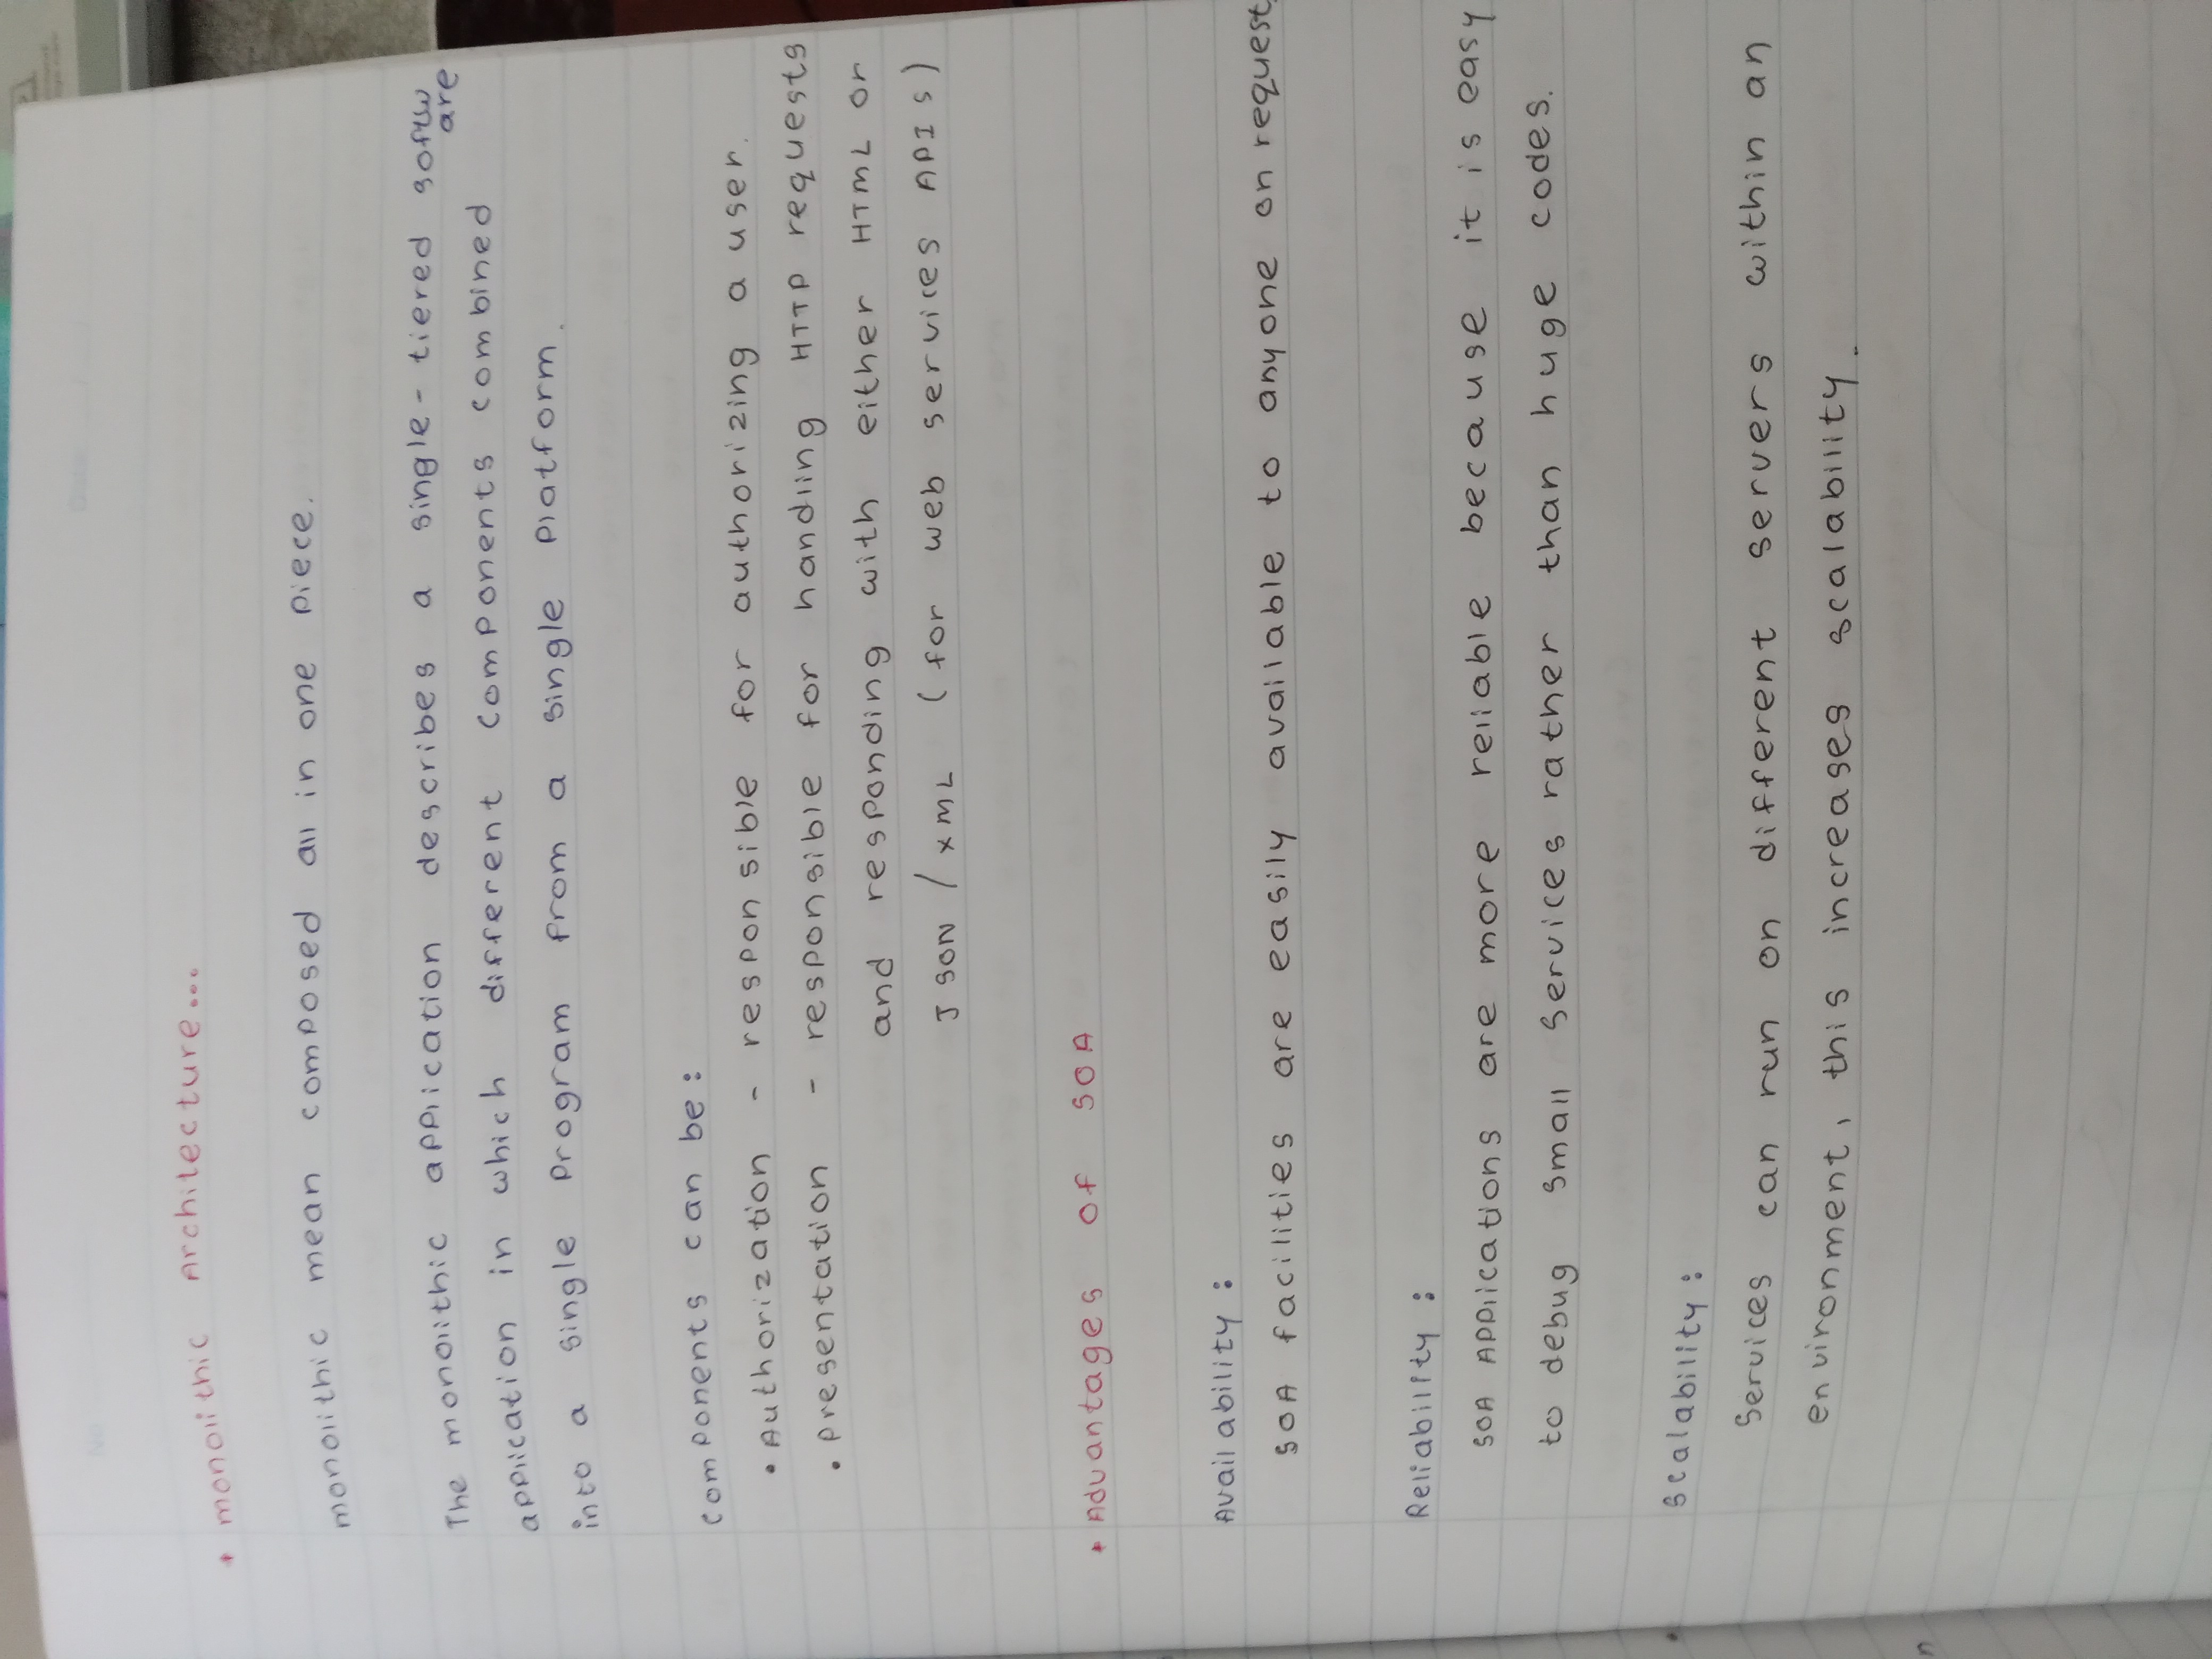 No
Date
* monolithic Architecture...
monolithic mean composed all in one piece.
The monolithic application describes a single-tiered software
application in which different components combined
into a single program from a single platform.
components can be:
• Authorization - responsible for authorizing a user.
• presentation - responsible for handling HTTP requests
and responding with either HTML or
JSON / XML (for web services APIs)
* Advantages of SOA
Availability :
SOA facilities are easily available to anyone on request.
Reliability :
SOA Applications are more reliable because it is easy
to debug small services rather than huge codes.
Scalability :
Services can run on different servers within an
environment, this increases scalability.
n